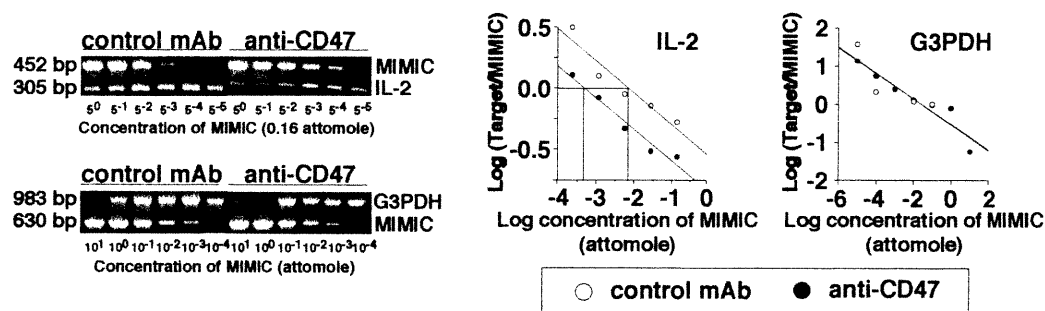 control mAb anti-CD47
452 bp MIMIC
305 bp IL-2
5⁰ 5⁻¹ 5⁻² 5⁻³ 5⁻⁴ 5⁻⁵ 5⁰ 5⁻¹ 5⁻² 5⁻³ 5⁻⁴ 5⁻⁵
Concentration of MIMIC (0.16 attomole)
control mAb anti-CD47
983 bp G3PDH
630 bp MIMIC
10¹ 10⁰ 10⁻¹ 10⁻² 10⁻³ 10⁻⁴ 10¹ 10⁰ 10⁻¹ 10⁻² 10⁻³ 10⁻⁴
Concentration of MIMIC (attomole)
IL-2
Log (Target/MIMIC)
0.5
0.0
-0.5
-4 -3 -2 -1 0
Log concentration of MIMIC
(attomole)
G3PDH
Log (Target/MIMIC)
2
1
0
-1
-2
-6 -4 -2 0 2
Log concentration of MIMIC
(attomole)
control mAb anti-CD47